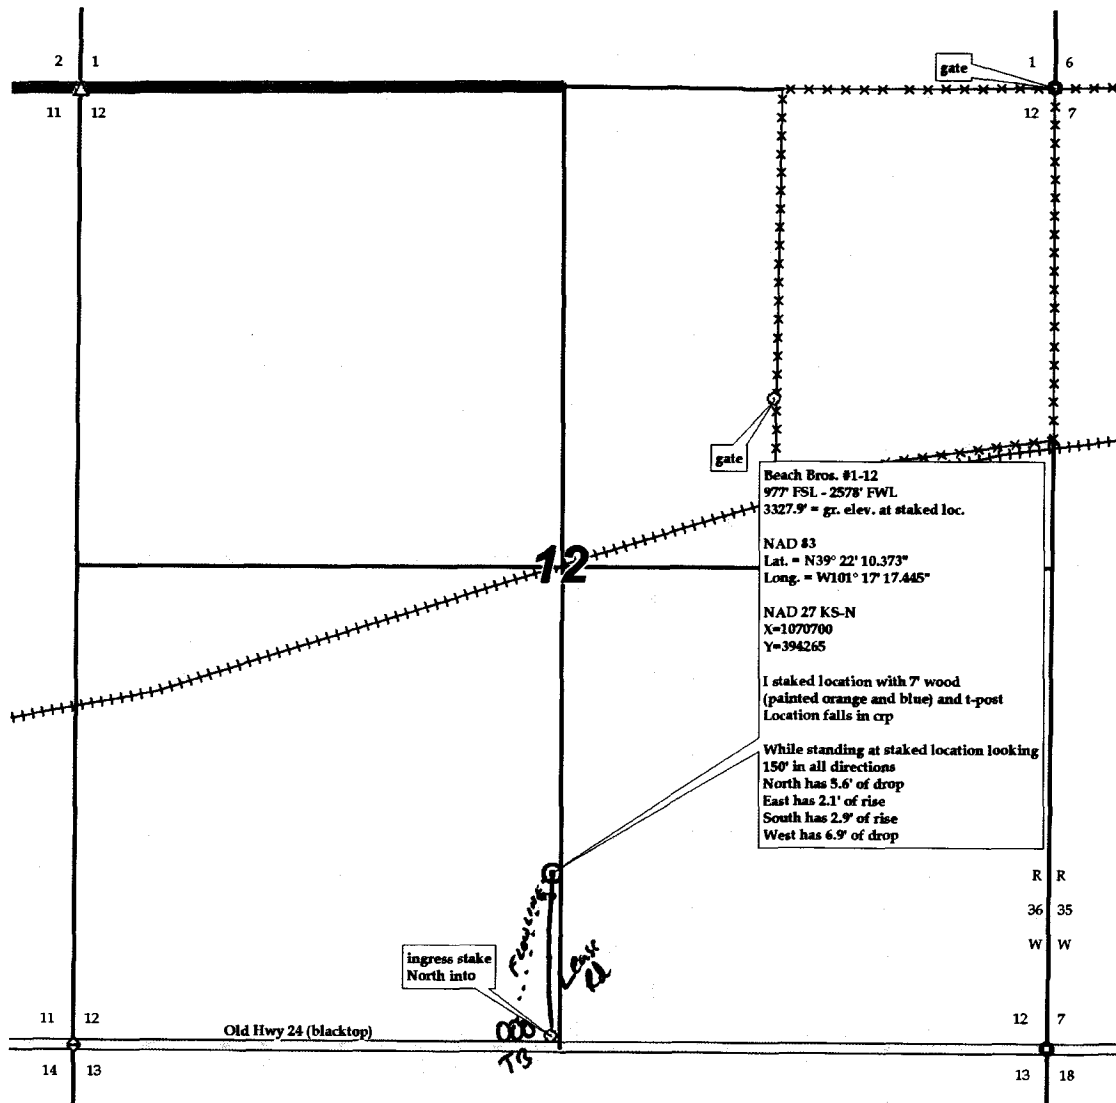 2 1
1 6
gate
11 12
12 7
gate
Beach Bros. #1-12
977' FSL - 2578' FWL
3327.9' = gr. elev. at staked loc.
NAD 83
Lat. = N39° 22' 10.373"
Long. = W101° 17' 17.445"
NAD 27 KS-N
X=1070700
Y=394265
I staked location with 7' wood
(painted orange and blue) and t-post
Location falls in crp
While standing at staked location looking
150' in all directions
North has 5.6' of drop
East has 2.1' of rise
South has 2.9' of rise
West has 6.9' of drop
12
R R
36 35
W W
Flowline
Lease
Rd
ingress stake
North into
11 12
Old Hwy 24 (blacktop)
TB
12 7
14 13
13 18